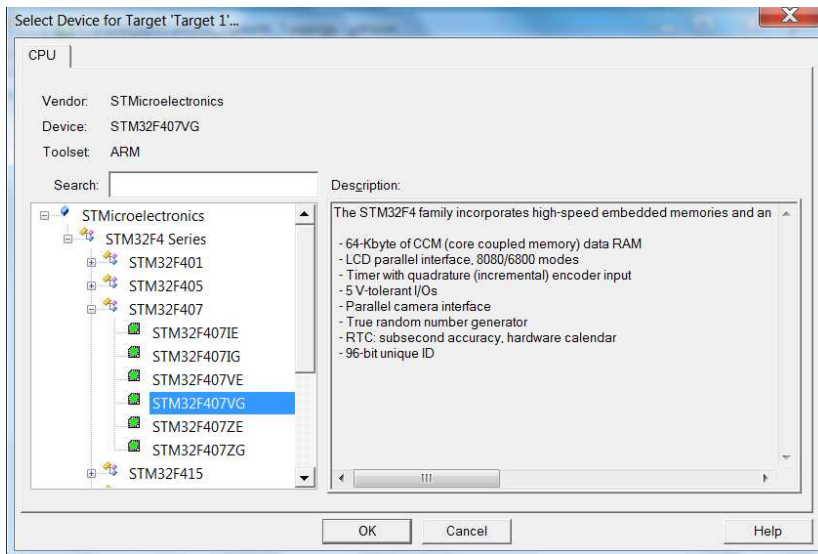 Select Device for Target 'Target 1'...
CPU
Vendor: STMicroelectronics
Device: STM32F407VG
Toolset: ARM
Search:
STMicroelectronics
STM32F4 Series
STM32F401
STM32F405
STM32F407
STM32F407IE
STM32F407IG
STM32F407VE
STM32F407VG
STM32F407ZE
STM32F407ZG
STM32F415
Description:
The STM32F4 family incorporates high-speed embedded memories and an
- 64-Kbyte of CCM (core coupled memory) data RAM
- LCD parallel interface, 8080/6800 modes
- Timer with quadrature (incremental) encoder input
- 5 V-tolerant I/Os
- Parallel camera interface
- True random number generator
- RTC: subsecond accuracy, hardware calendar
- 96-bit unique ID
OK
Cancel
Help